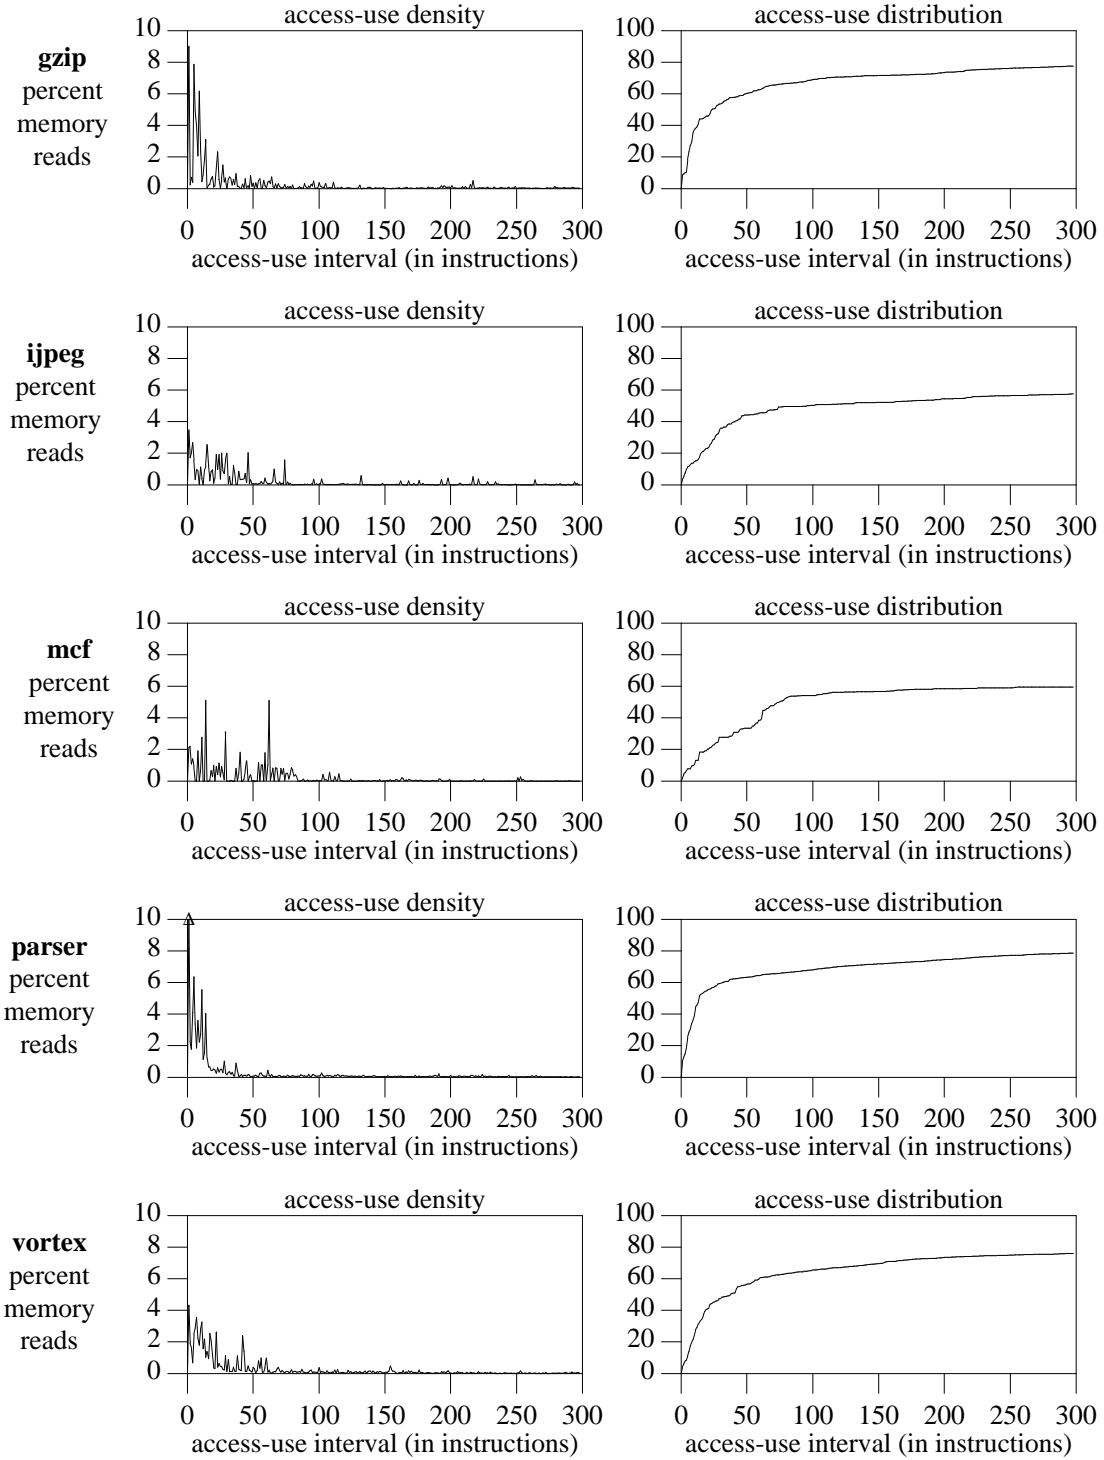 access-use density
access-use distribution
gzip
percent
memory
reads
10
8
6
4
2
0
0 50 100 150 200 250 300
access-use interval (in instructions)
100
80
60
40
20
0
0 50 100 150 200 250 300
access-use interval (in instructions)
access-use density
access-use distribution
ijpeg
percent
memory
reads
10
8
6
4
2
0
0 50 100 150 200 250 300
access-use interval (in instructions)
100
80
60
40
20
0
0 50 100 150 200 250 300
access-use interval (in instructions)
access-use density
access-use distribution
mcf
percent
memory
reads
10
8
6
4
2
0
0 50 100 150 200 250 300
access-use interval (in instructions)
100
80
60
40
20
0
0 50 100 150 200 250 300
access-use interval (in instructions)
access-use density
access-use distribution
parser
percent
memory
reads
10
8
6
4
2
0
0 50 100 150 200 250 300
access-use interval (in instructions)
100
80
60
40
20
0
0 50 100 150 200 250 300
access-use interval (in instructions)
access-use density
access-use distribution
vortex
percent
memory
reads
10
8
6
4
2
0
0 50 100 150 200 250 300
access-use interval (in instructions)
100
80
60
40
20
0
0 50 100 150 200 250 300
access-use interval (in instructions)